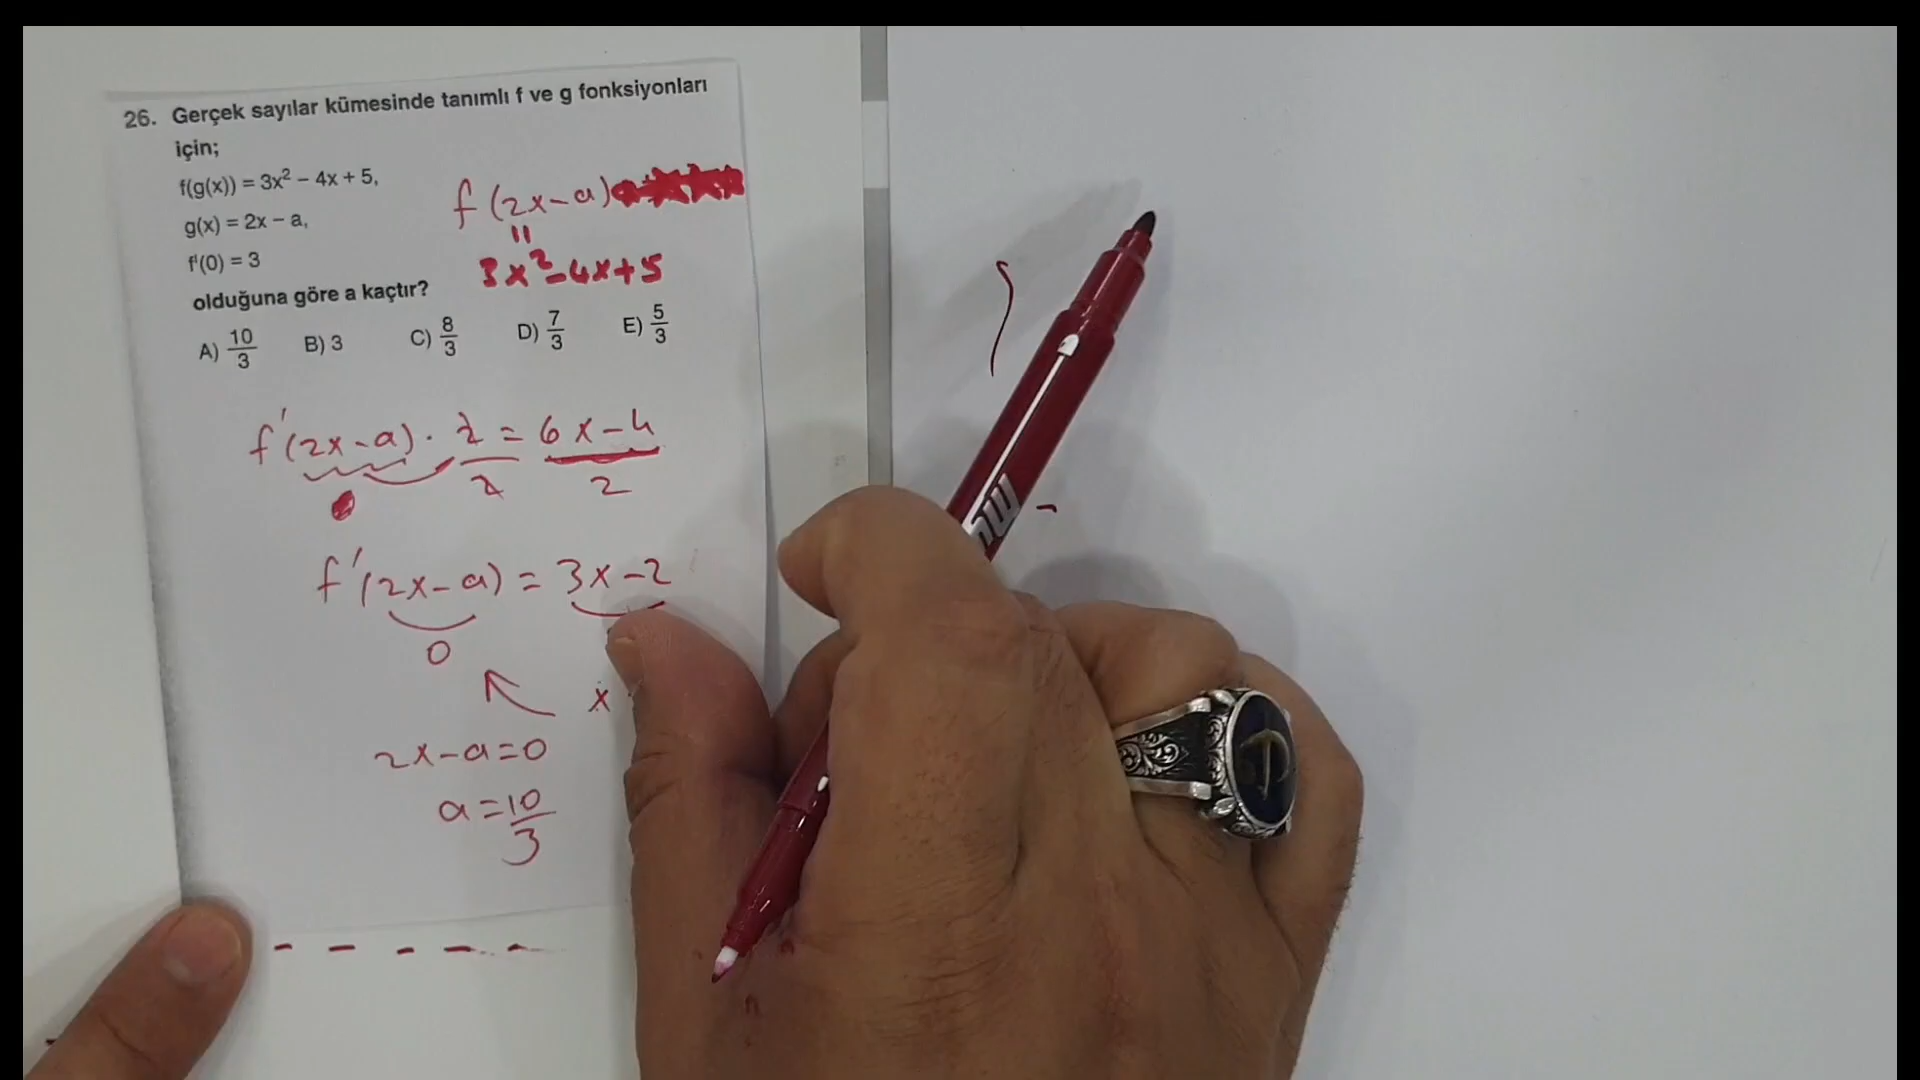 26. Gerçek sayılar kümesinde tanımlı f ve g fonksiyonları
için;
f(g(x)) = 3x² – 4x + 5,
g(x) = 2x – a,
f'(0) = 3
olduğuna göre a kaçtır?
A) 10/3 B) 3 C) 8/3 D) 7/3 E) 5/3
f(2x-a)
=
3x²-4x+5
f'(2x-a) . 2/2 = 6x-4/2
f'(2x-a) = 3x-2
0
x
2x-a=0
a=10/3